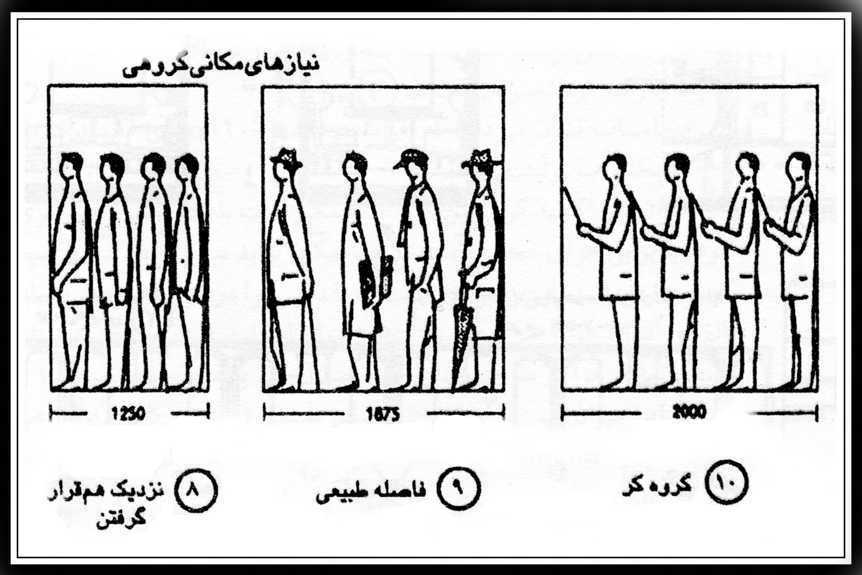 نیازهای مکانی گروهی
1250
1875
2000
۸ نزدیک هم قرار
گرفتن
۹ فاصله طبیعی
۱۰ گروه کر